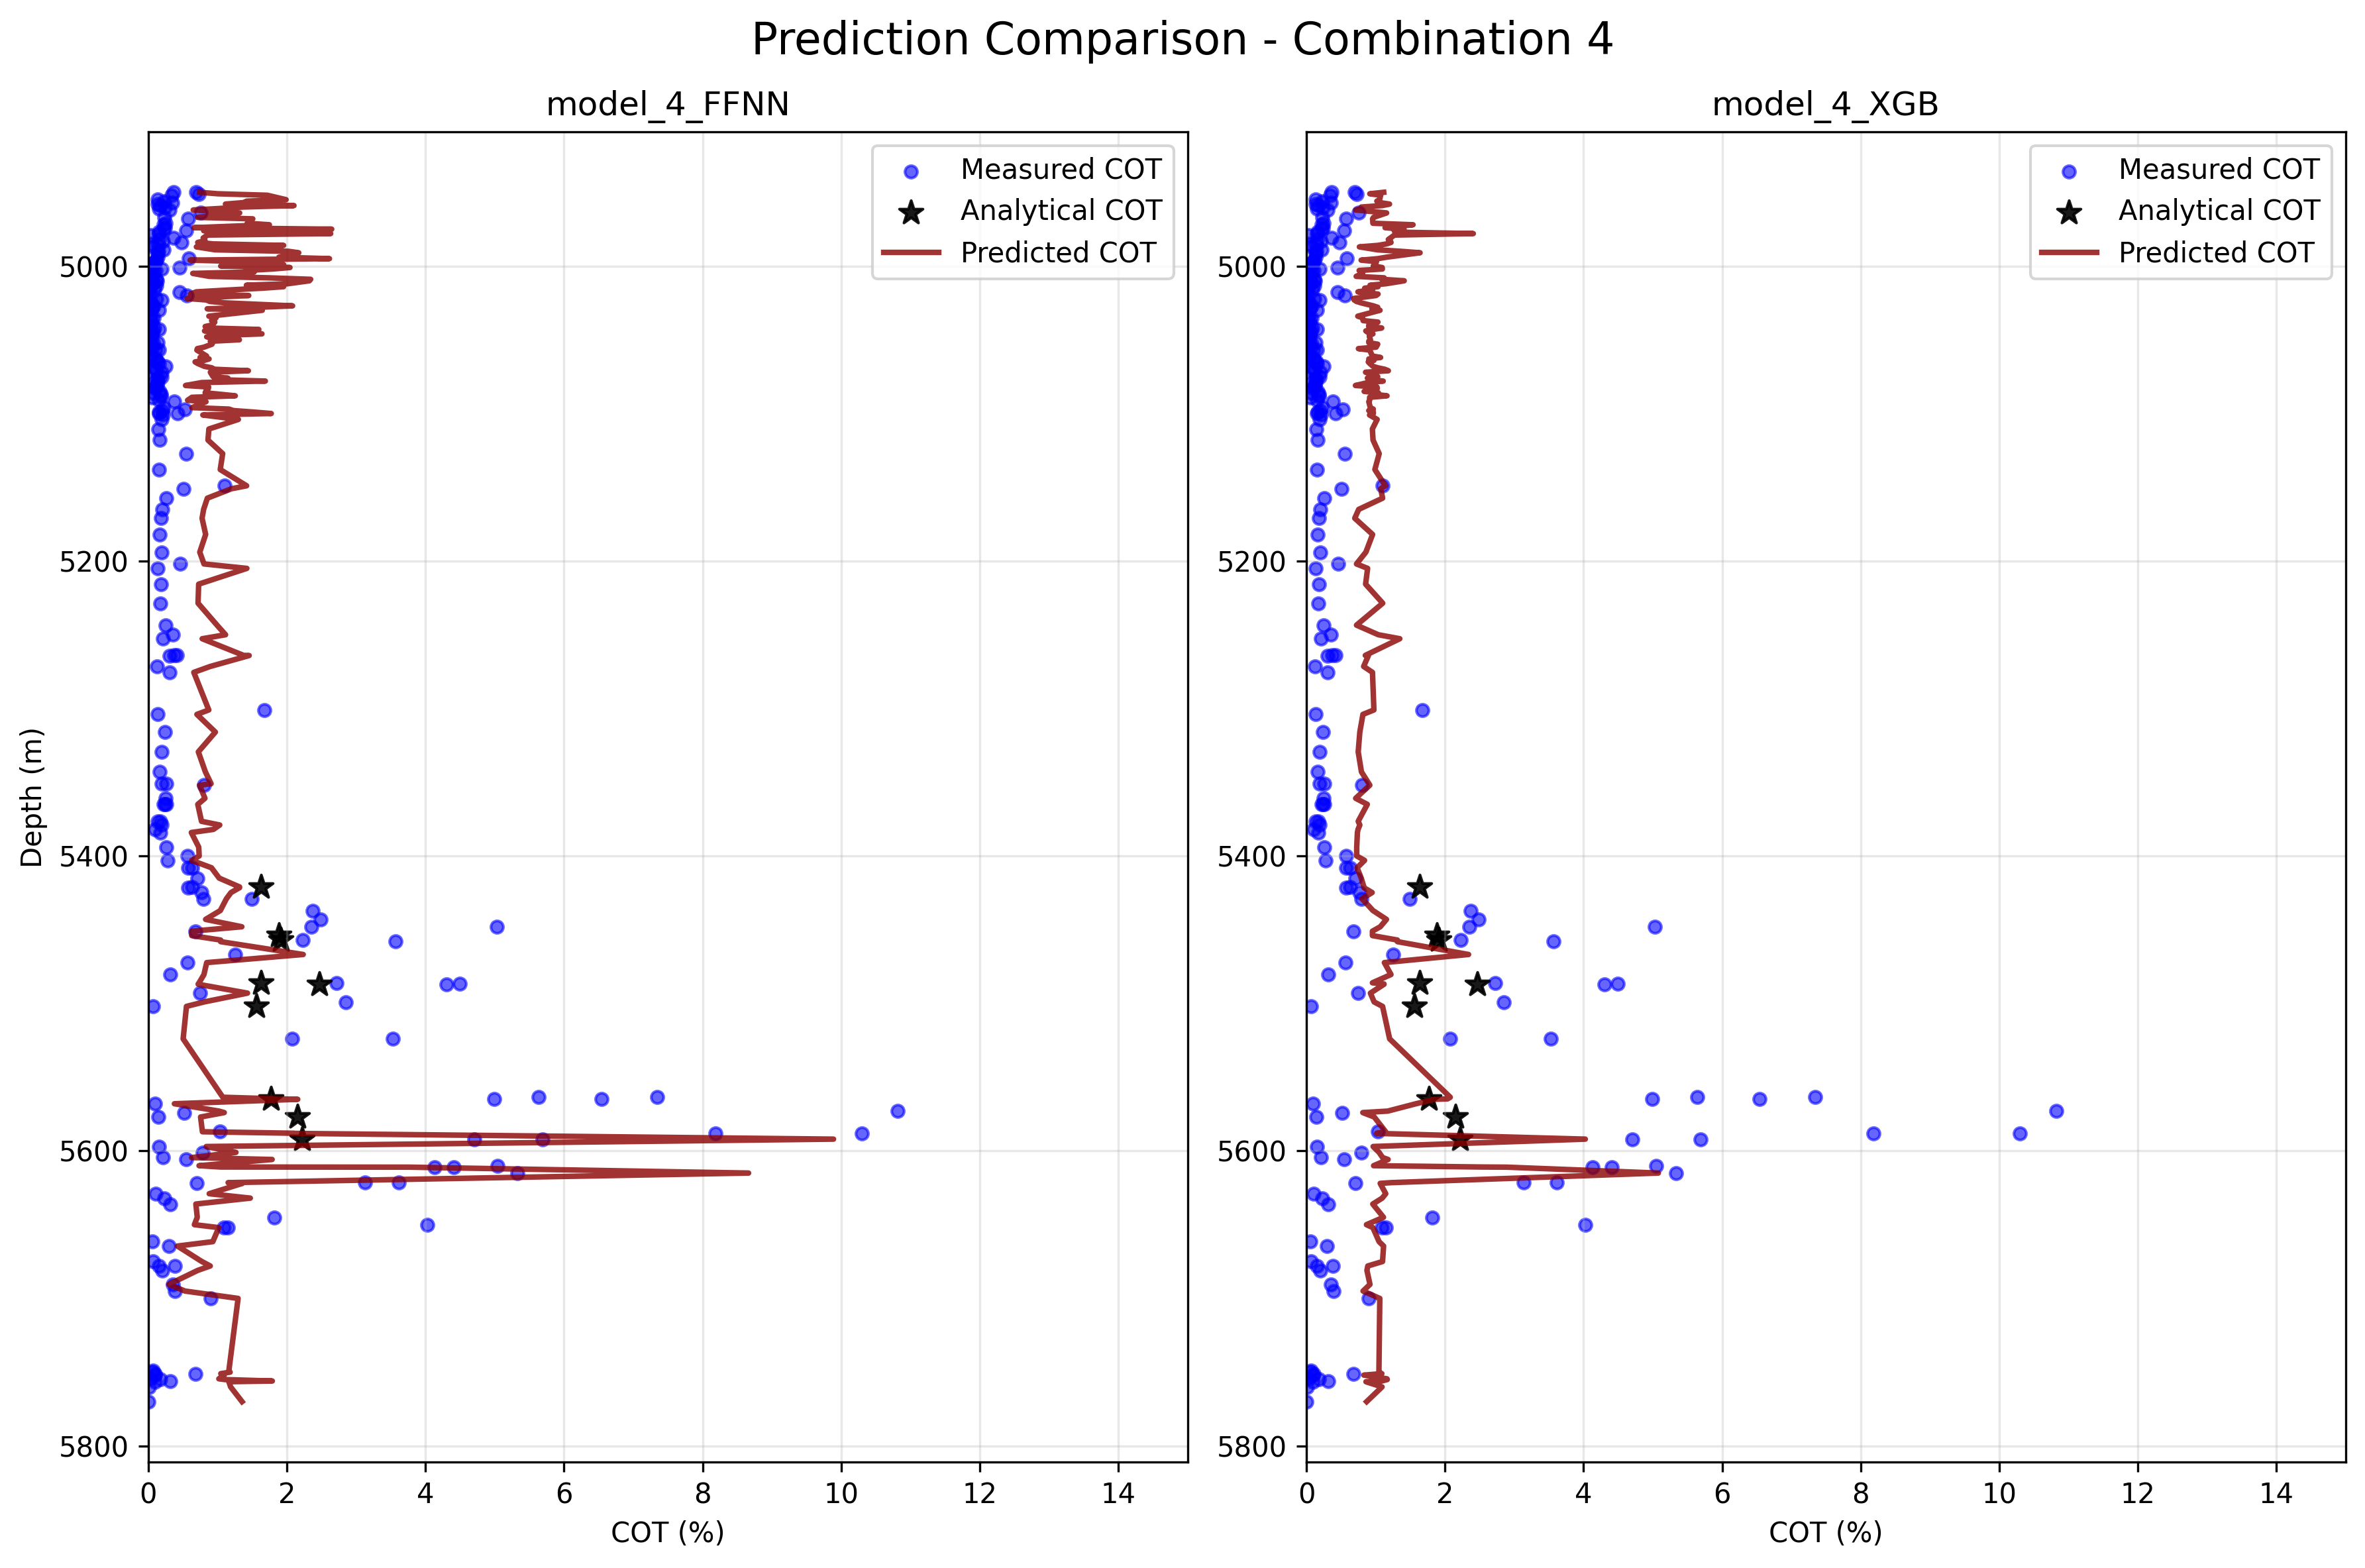 Prediction Comparison - Combination 4
model_4_FFNN
Measured COT
Analytical COT
Predicted COT
Depth (m)
5000
5200
5400
5600
5800
0 2 4 6 8 10 12 14
COT (%)
model_4_XGB
Measured COT
Analytical COT
Predicted COT
5000
5200
5400
5600
5800
0 2 4 6 8 10 12 14
COT (%)